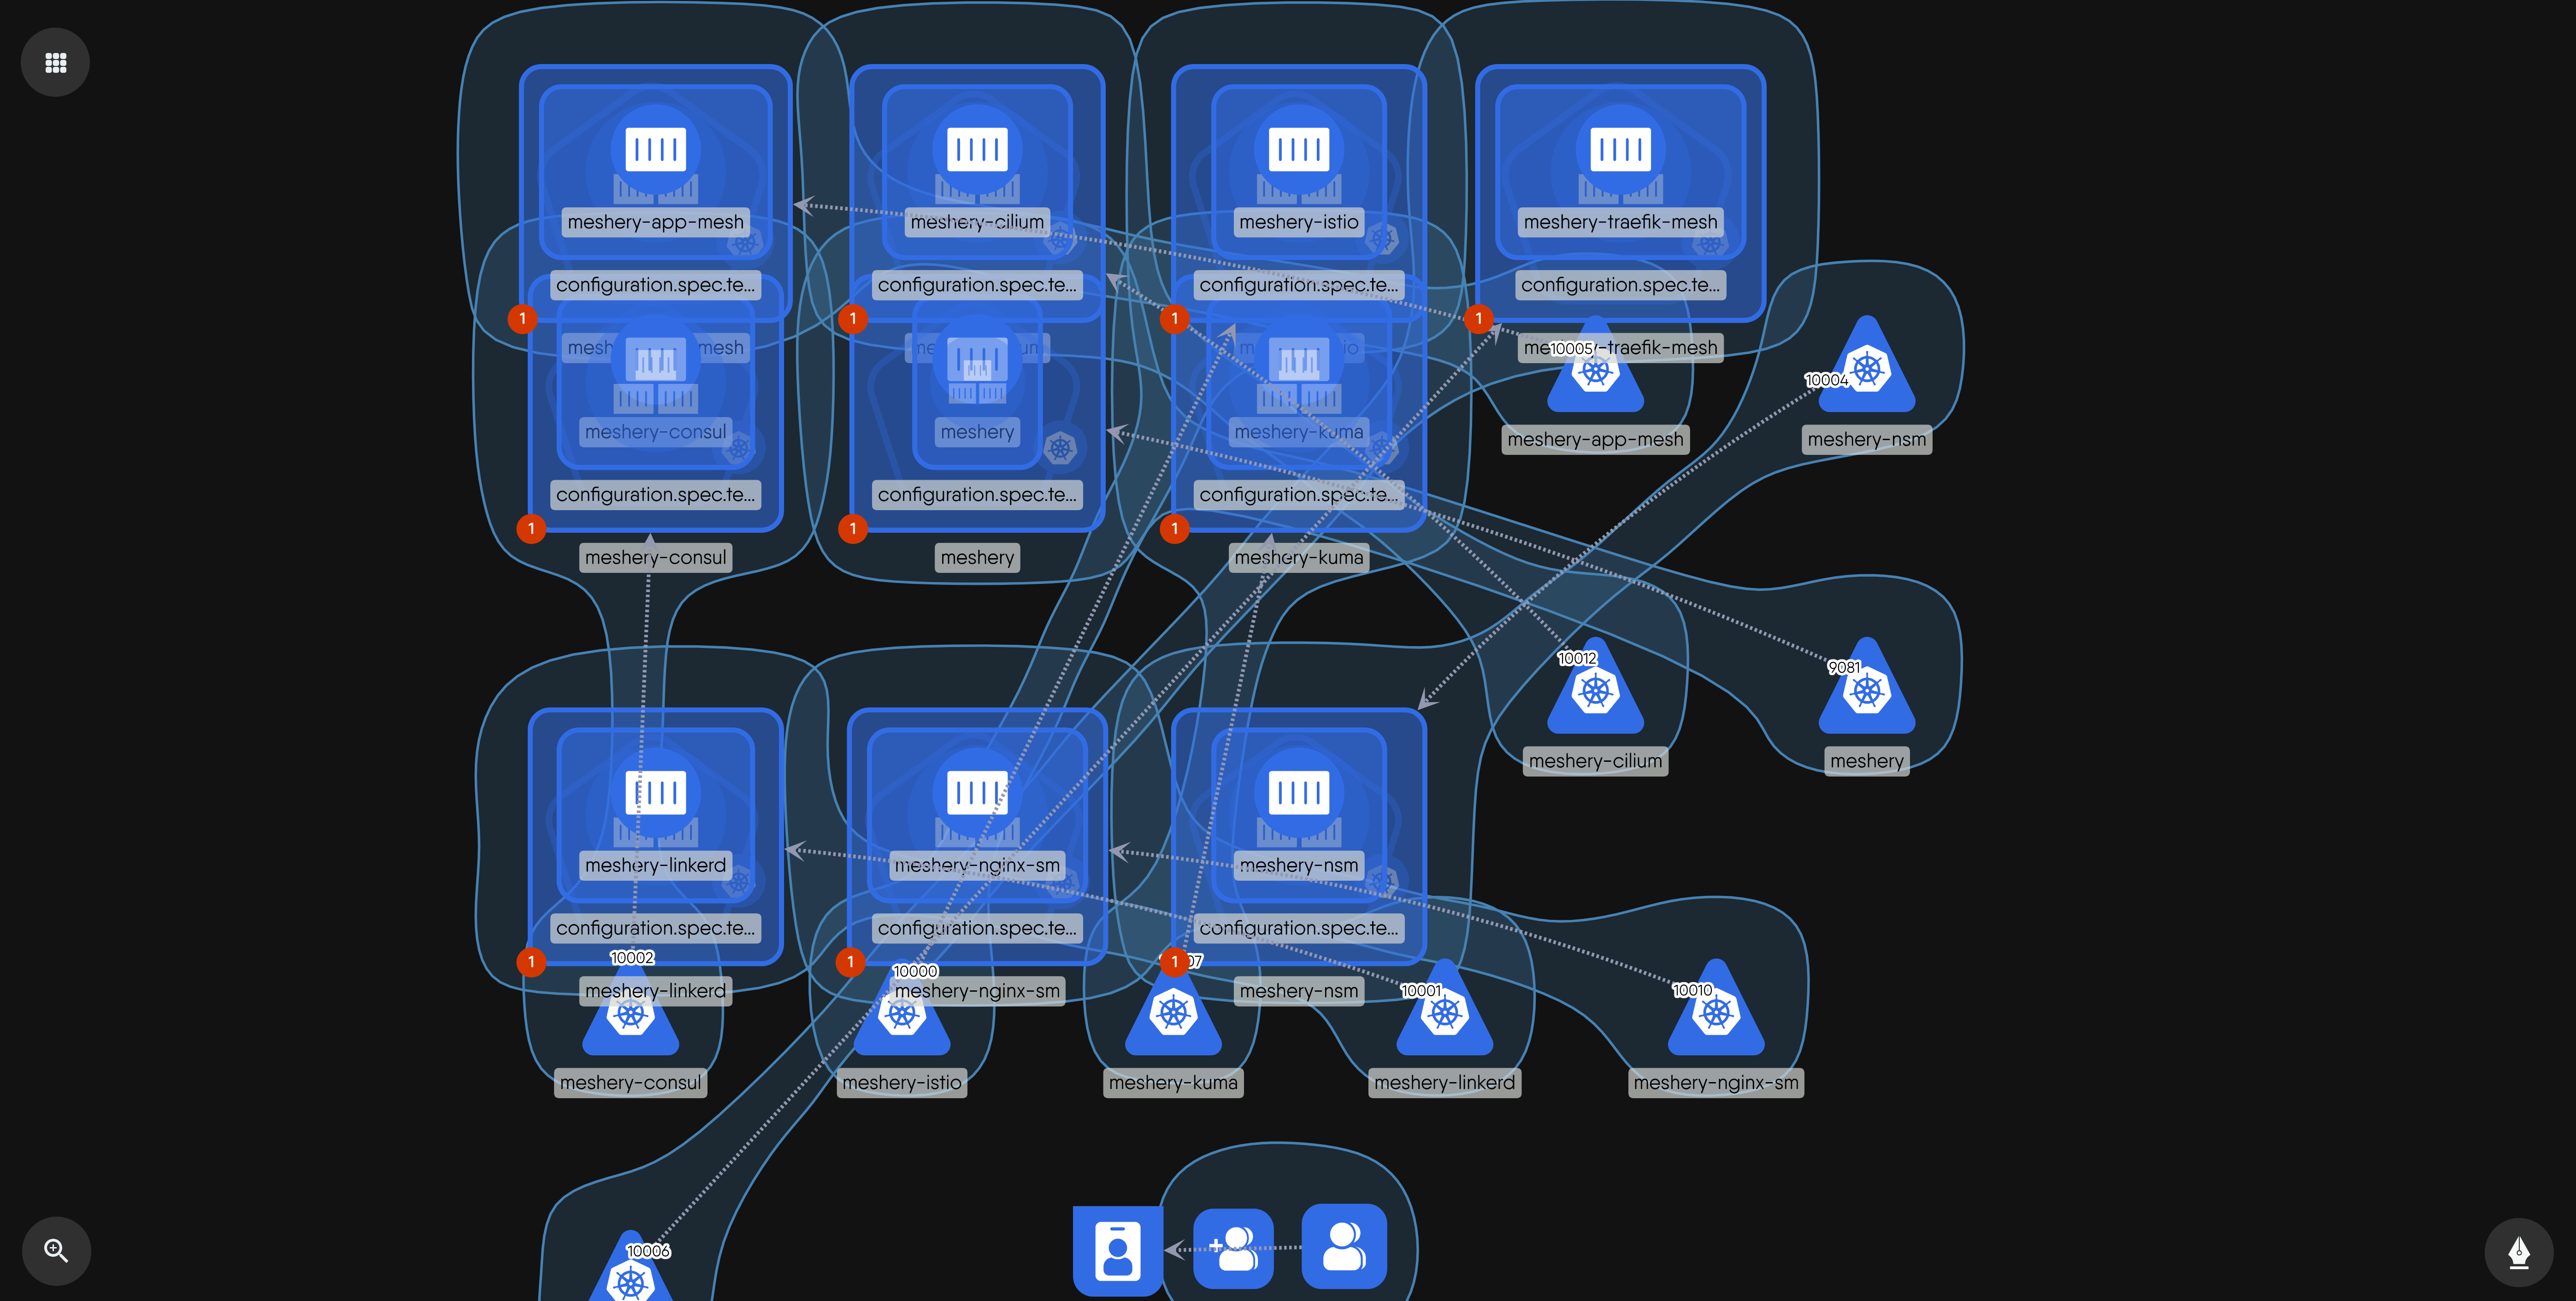 meshery-app-mesh
meshery-cilium
meshery-istio
meshery-traefik-mesh
configuration.spec.te...
configuration.spec.te...
configuration.spec.te...
configuration.spec.te...
1
1
1
1
10005
meshery-consul
meshery
meshery-kuma
meshery-app-mesh
10004
meshery-nsm
configuration.spec.te...
configuration.spec.te...
configuration.spec.te...
1
1
1
meshery-consul
meshery
meshery-kuma
10012
9081
meshery-cilium
meshery
meshery-linkerd
meshery-nginx-sm
meshery-nsm
configuration.spec.te...
configuration.spec.te...
configuration.spec.te...
1
1
1
10002
10000
10001
10010
meshery-linkerd
meshery-nginx-sm
meshery-nsm
meshery-consul
meshery-istio
meshery-kuma
meshery-linkerd
meshery-nginx-sm
10006